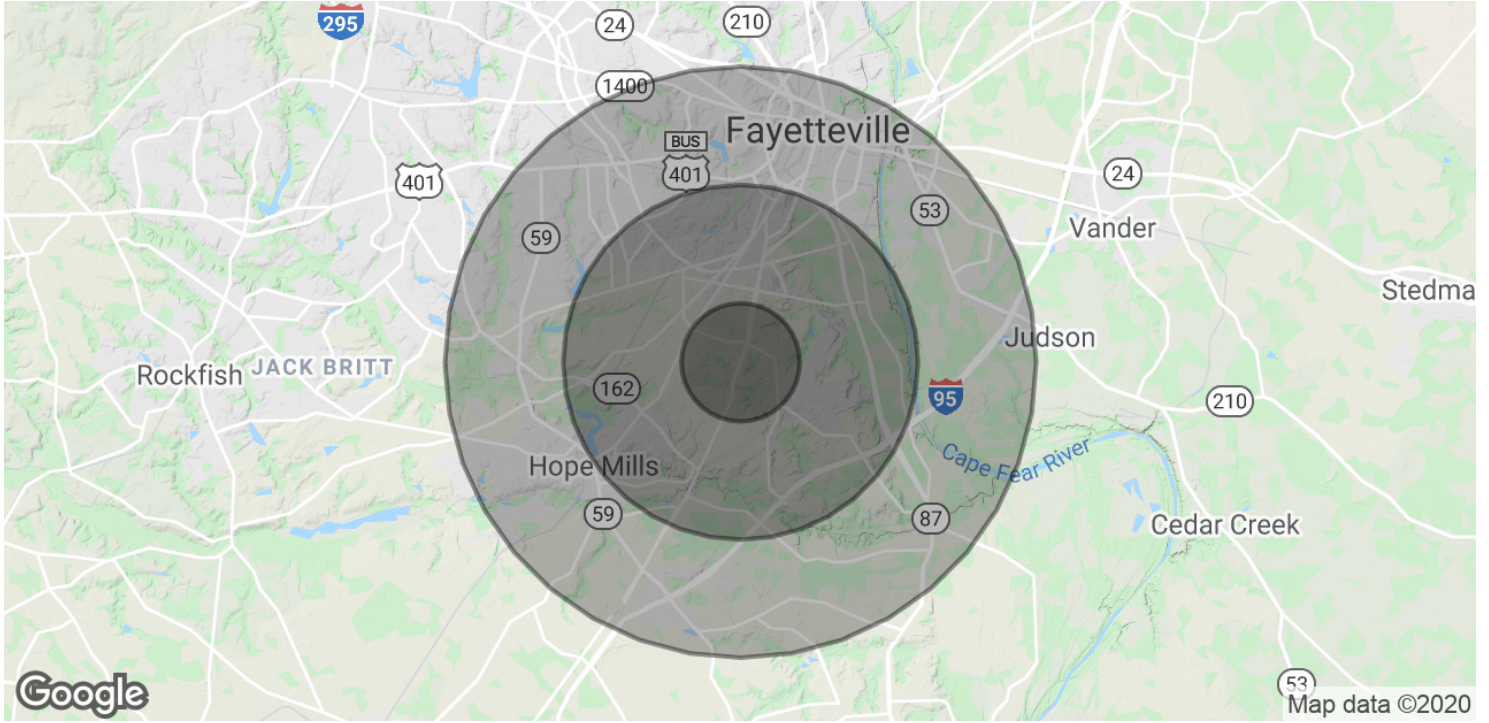 295
24
210
1400
Fayetteville
BUS
401
401
24
53
Vander
59
Stedma
Judson
Rockfish
JACK BRITT
162
95
210
Cape Fear River
Hope Mills
59
87
Cedar Creek
53
Google
Map data ©2020